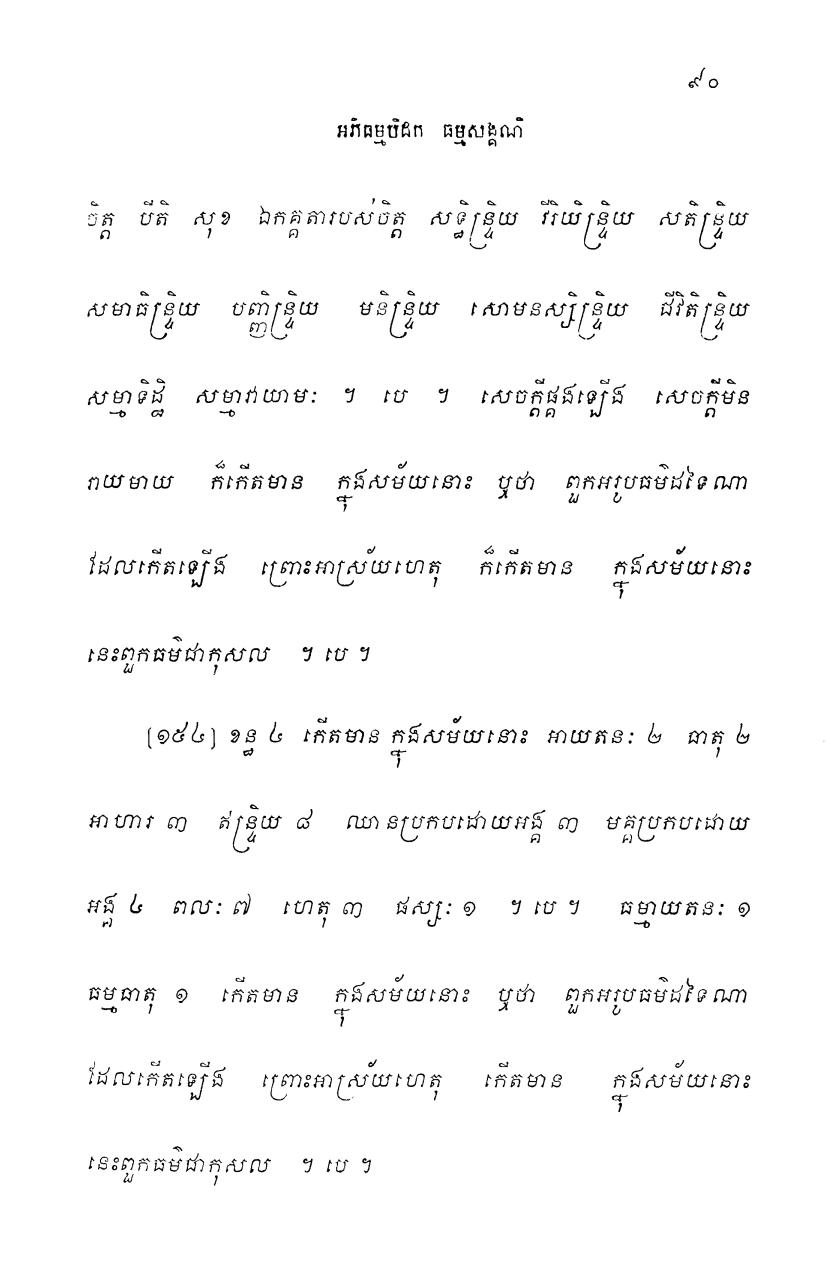 ៩០
អភិធម្មបិដក ធម្មសង្គណី
ចិត្ត បីតិ សុខ ឯកគ្គតារបស់ចិត្ត សទ្ធិន្ទ្រិយ វីរិយិន្ទ្រិយ សតិន្ទ្រិយ
សមាធិន្ទ្រិយ បញ្ញិន្ទ្រិយ មនិន្ទ្រិយ សោមនស្សិន្ទ្រិយ ជីវិតិន្ទ្រិយ
សម្មាទិដ្ឋិ សម្មាវាយាមៈ ។ បេ ។ សេចក្តីផ្គងឡើង សេចក្តីមិន
រាយមាយ ក៏កើតមាន ក្នុងសម័យនោះ ឬថា ពួកអរូបធម៌ដទៃណា
ដែលកើតឡើង ព្រោះអាស្រ័យហេតុ ក៏កើតមាន ក្នុងសម័យនោះ
នេះពួកធម៌ជាកុសល ។ បេ ។
[១៥៤] ខន្ធ ៤ កើតមាន ក្នុងសម័យនោះ អាយតនៈ ២ ធាតុ ២
អាហារ ៣ ឥន្ទ្រិយ ៨ ឈានប្រកបដោយអង្គ ៣ មគ្គប្រកបដោយ
អង្គ ៤ ពលៈ ៧ ហេតុ ៣ ផស្សៈ ១ ។ បេ ។ ធម្មាយតនៈ ១
ធម្មធាតុ ១ កើតមាន ក្នុងសម័យនោះ ឬថា ពួកអរូបធម៌ដទៃណា
ដែលកើតឡើង ព្រោះអាស្រ័យហេតុ កើតមាន ក្នុងសម័យនោះ
នេះពួកធម៌ជាកុសល ។ បេ ។